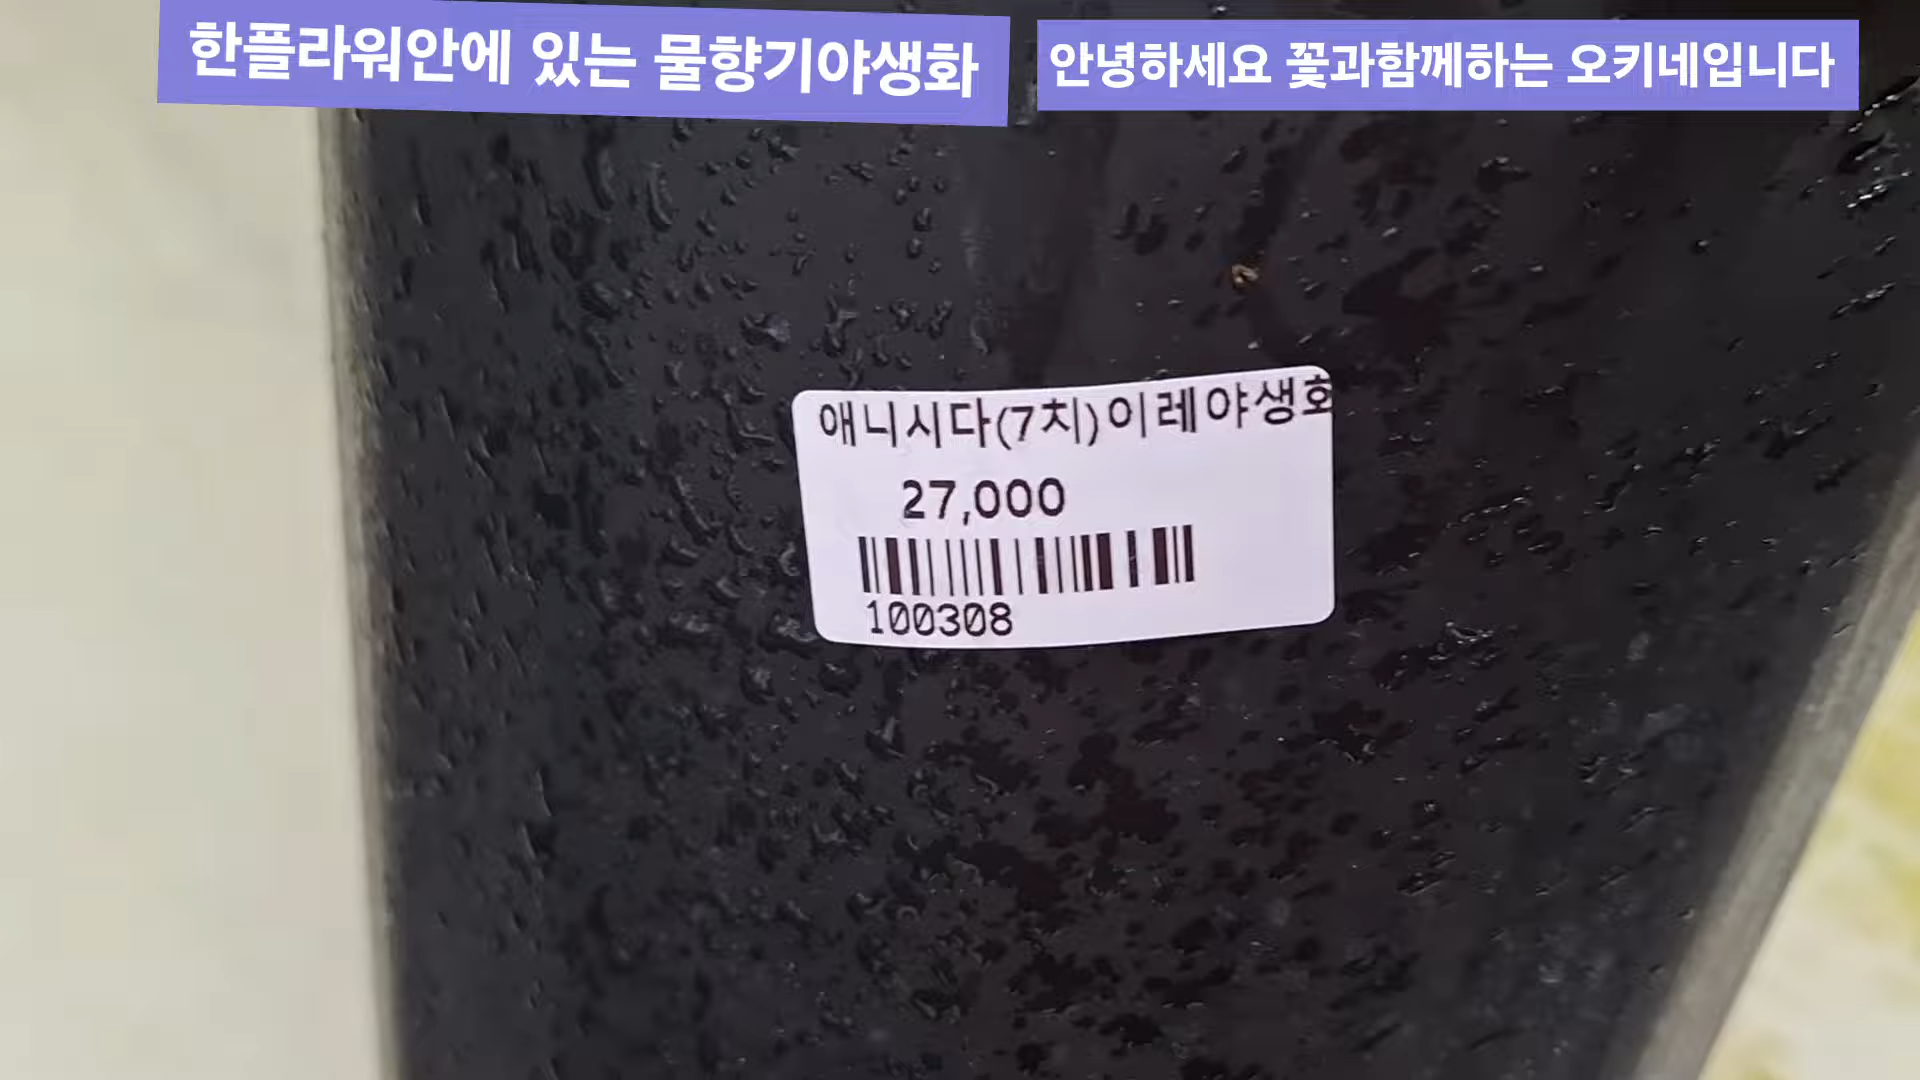 한플라워안에 있는 물향기야생화
안녕하세요 꽃과함께하는 오키네입니다
애니시다(7치)이레야생화
27,000
100308